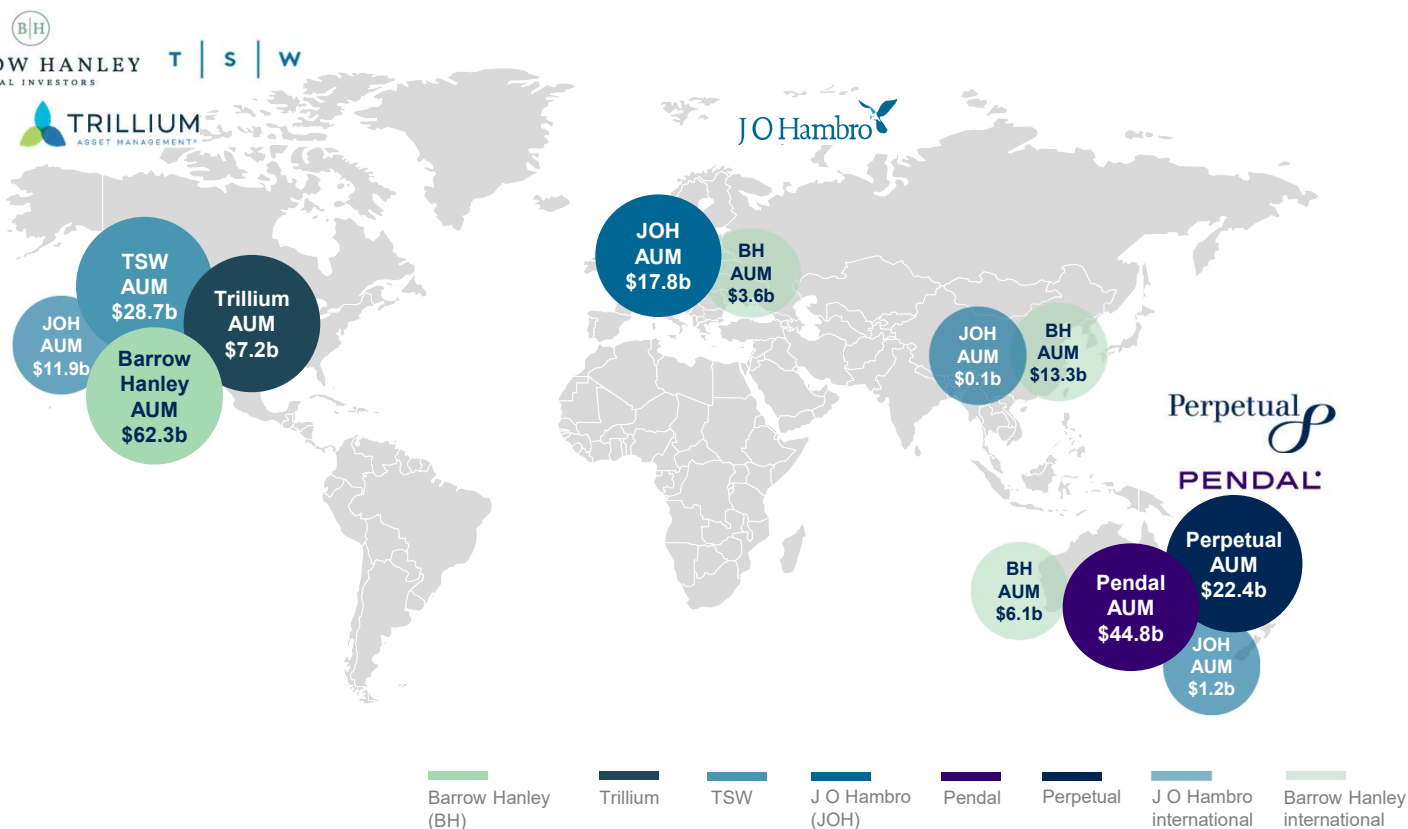 B|H
OW HANLEY
AL INVESTORS
T | S | W
TRILLIUM
ASSET MANAGEMENT
J O Hambro
TSW
AUM
$28.7b
Trillium
AUM
$7.2b
JOH
AUM
$11.9b
Barrow
Hanley
AUM
$62.3b
JOH
AUM
$17.8b
BH
AUM
$3.6b
JOH
AUM
$0.1b
BH
AUM
$13.3b
Perpetual
PENDAL
Perpetual
AUM
$22.4b
BH
AUM
$6.1b
Pendal
AUM
$44.8b
JOH
AUM
$1.2b
Barrow Hanley
(BH)
Trillium
TSW
J O Hambro
(JOH)
Pendal
Perpetual
J O Hambro
international
Barrow Hanley
international